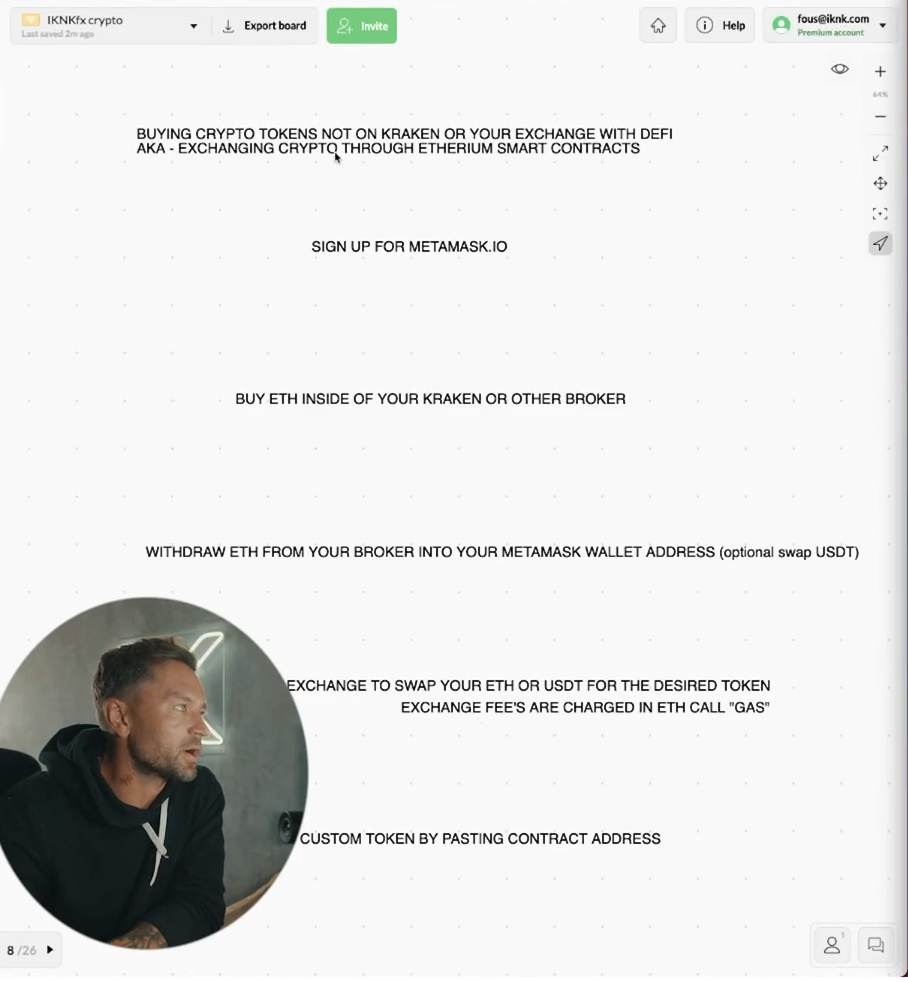 IKNKfx crypto
Last saved 2m ago
Export board
Invite
Help
fous@iknk.com
Premium account
64%
BUYING CRYPTO TOKENS NOT ON KRAKEN OR YOUR EXCHANGE WITH DEFI
AKA - EXCHANGING CRYPTO THROUGH ETHERIUM SMART CONTRACTS
SIGN UP FOR METAMASK.IO
BUY ETH INSIDE OF YOUR KRAKEN OR OTHER BROKER
WITHDRAW ETH FROM YOUR BROKER INTO YOUR METAMASK WALLET ADDRESS (optional swap USDT)
EXCHANGE TO SWAP YOUR ETH OR USDT FOR THE DESIRED TOKEN
EXCHANGE FEE'S ARE CHARGED IN ETH CALL "GAS"
CUSTOM TOKEN BY PASTING CONTRACT ADDRESS
8 /26
1